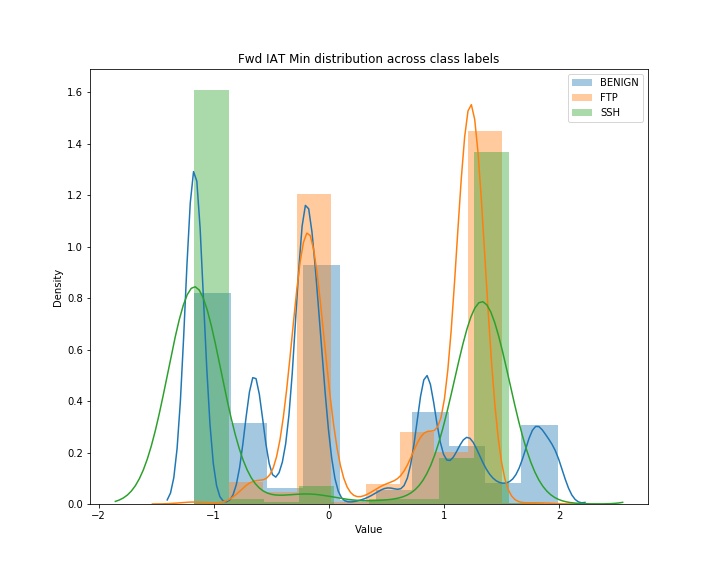 Fwd IAT Min distribution across class labels
BENIGN
FTP
SSH
1.6
1.4
1.2
1.0
0.8
0.6
0.4
0.2
0.0
Density
−2
−1
0
1
2
Value